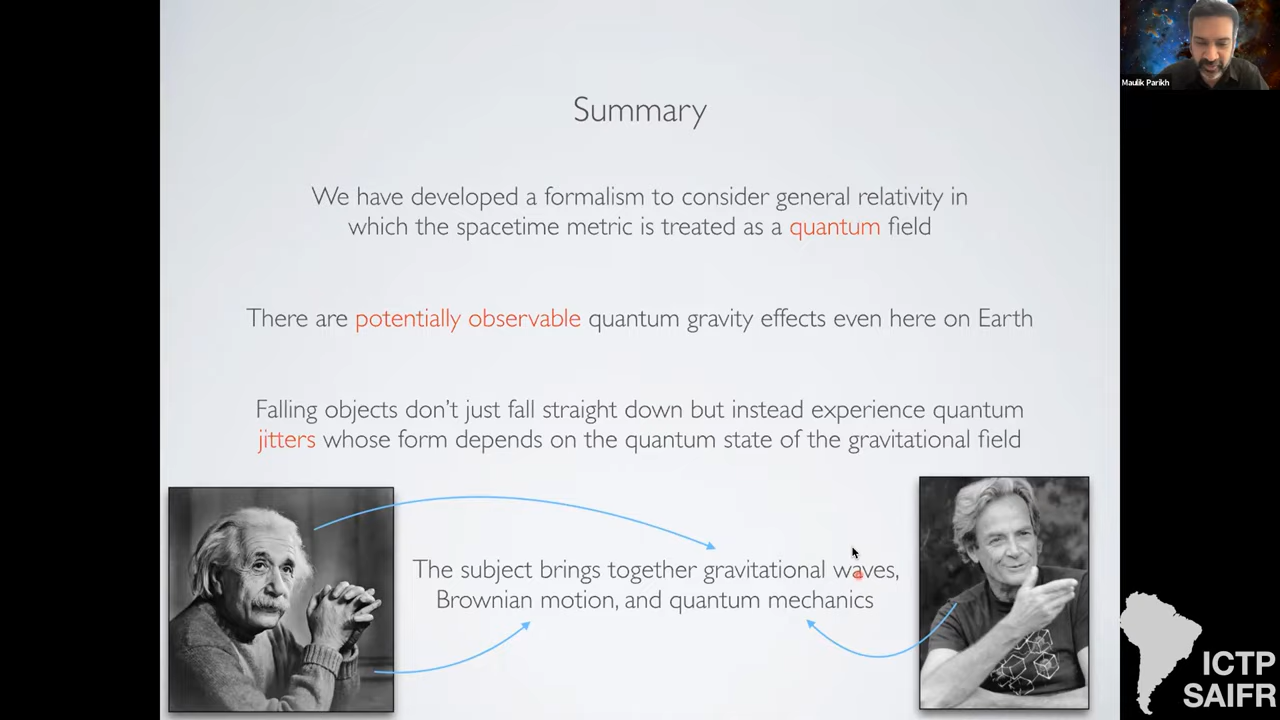 Maulik Parikh
Summary
We have developed a formalism to consider general relativity in
which the spacetime metric is treated as a quantum field
There are potentially observable quantum gravity effects even here on Earth
Falling objects don't just fall straight down but instead experience quantum
jitters whose form depends on the quantum state of the gravitational field
The subject brings together gravitational waves,
Brownian motion, and quantum mechanics
ICTP
SAIFR